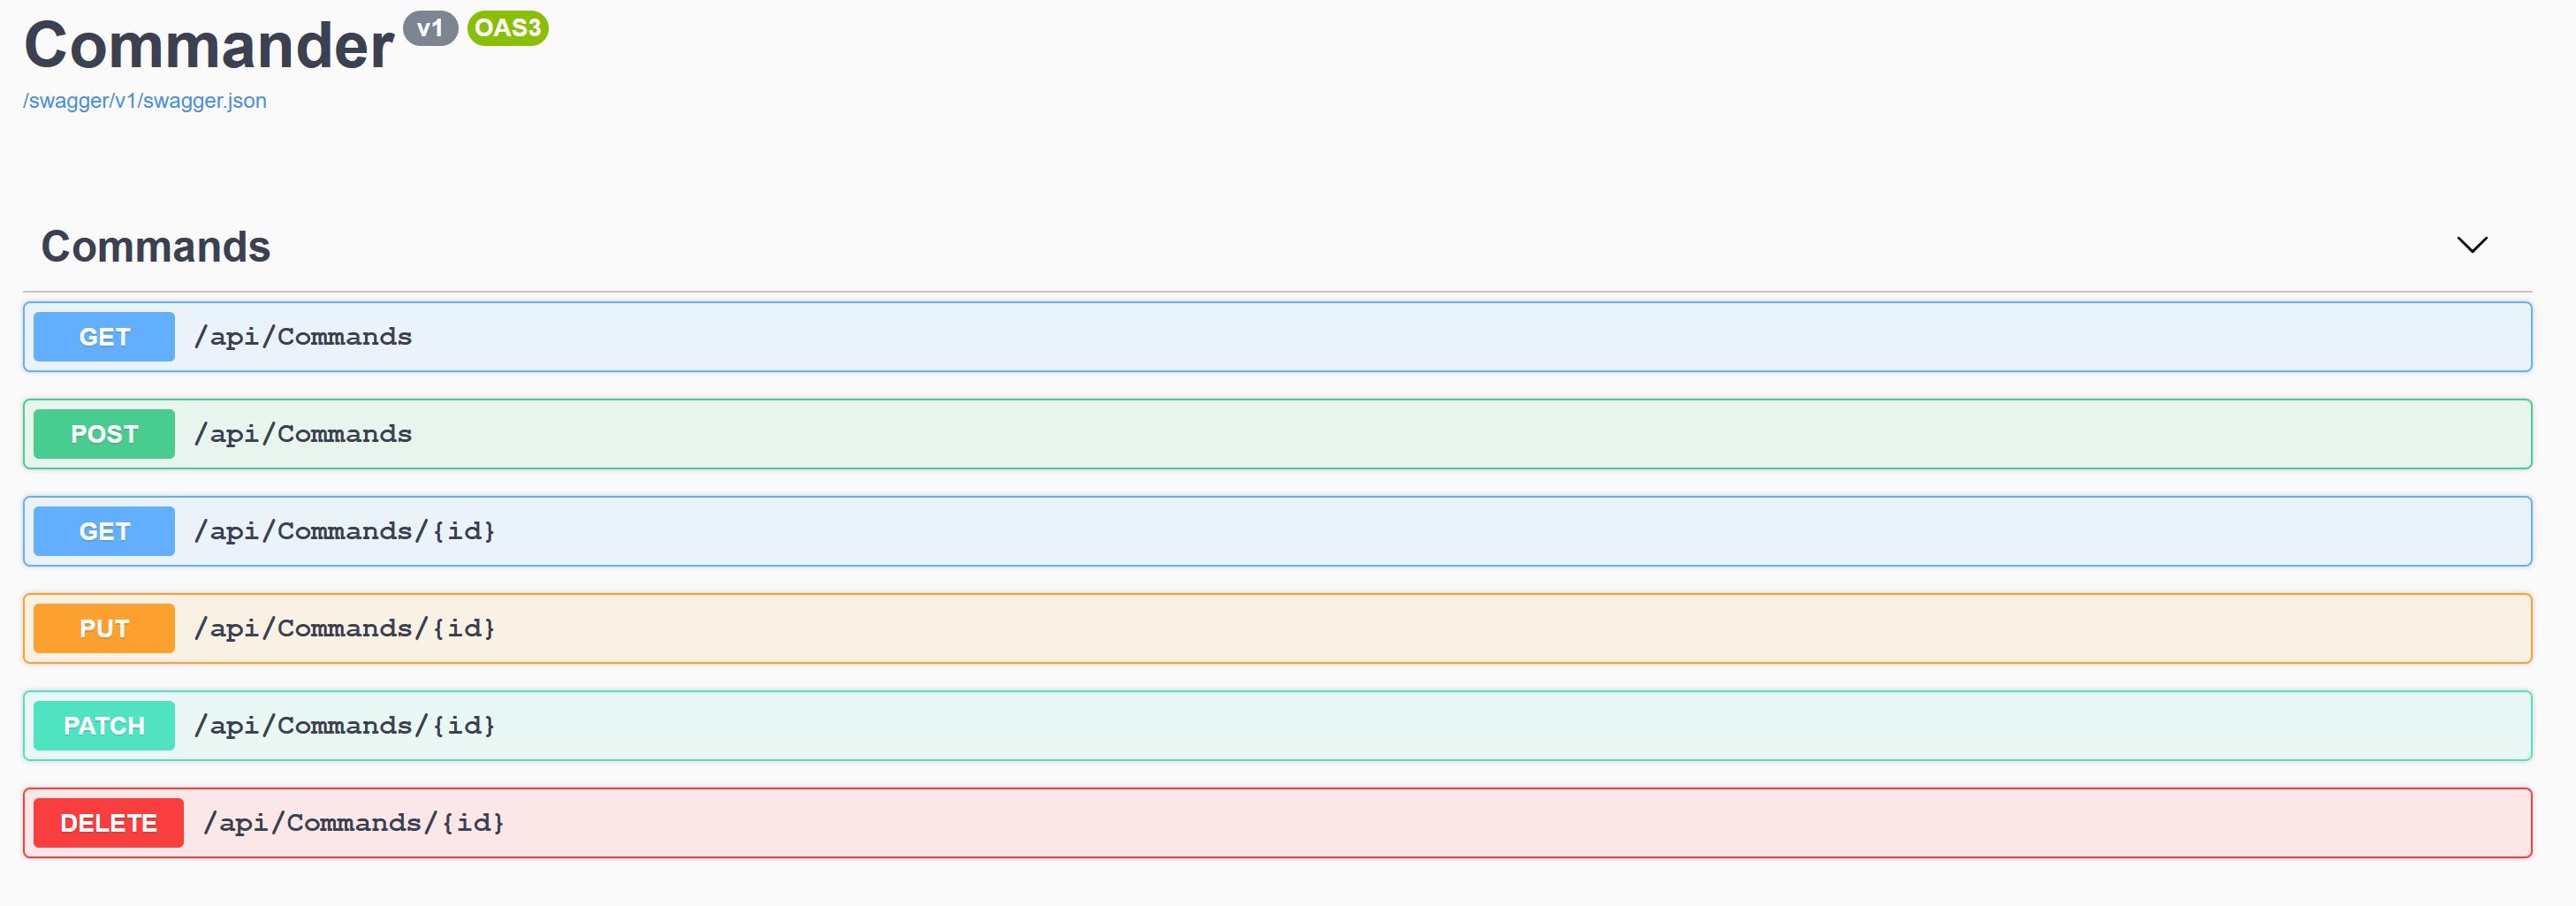 Commander v1 OAS3
/swagger/v1/swagger.json
Commands
GET /api/Commands
POST /api/Commands
GET /api/Commands/{id}
PUT /api/Commands/{id}
PATCH /api/Commands/{id}
DELETE /api/Commands/{id}